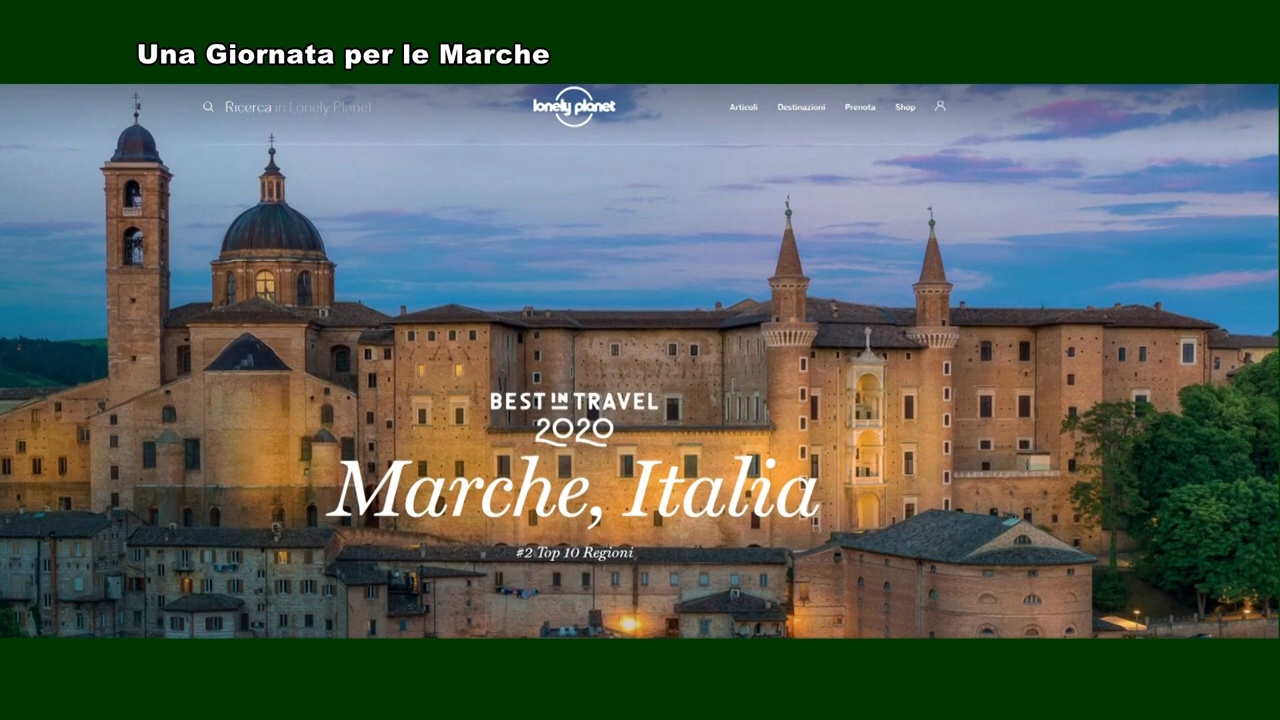 Una Giornata per le Marche
Ricerca in Lonely Planet
lonely planet
Articoli Destinazioni Prenota Shop
BEST IN TRAVEL
2020
Marche, Italia
#2 Top 10 Regioni